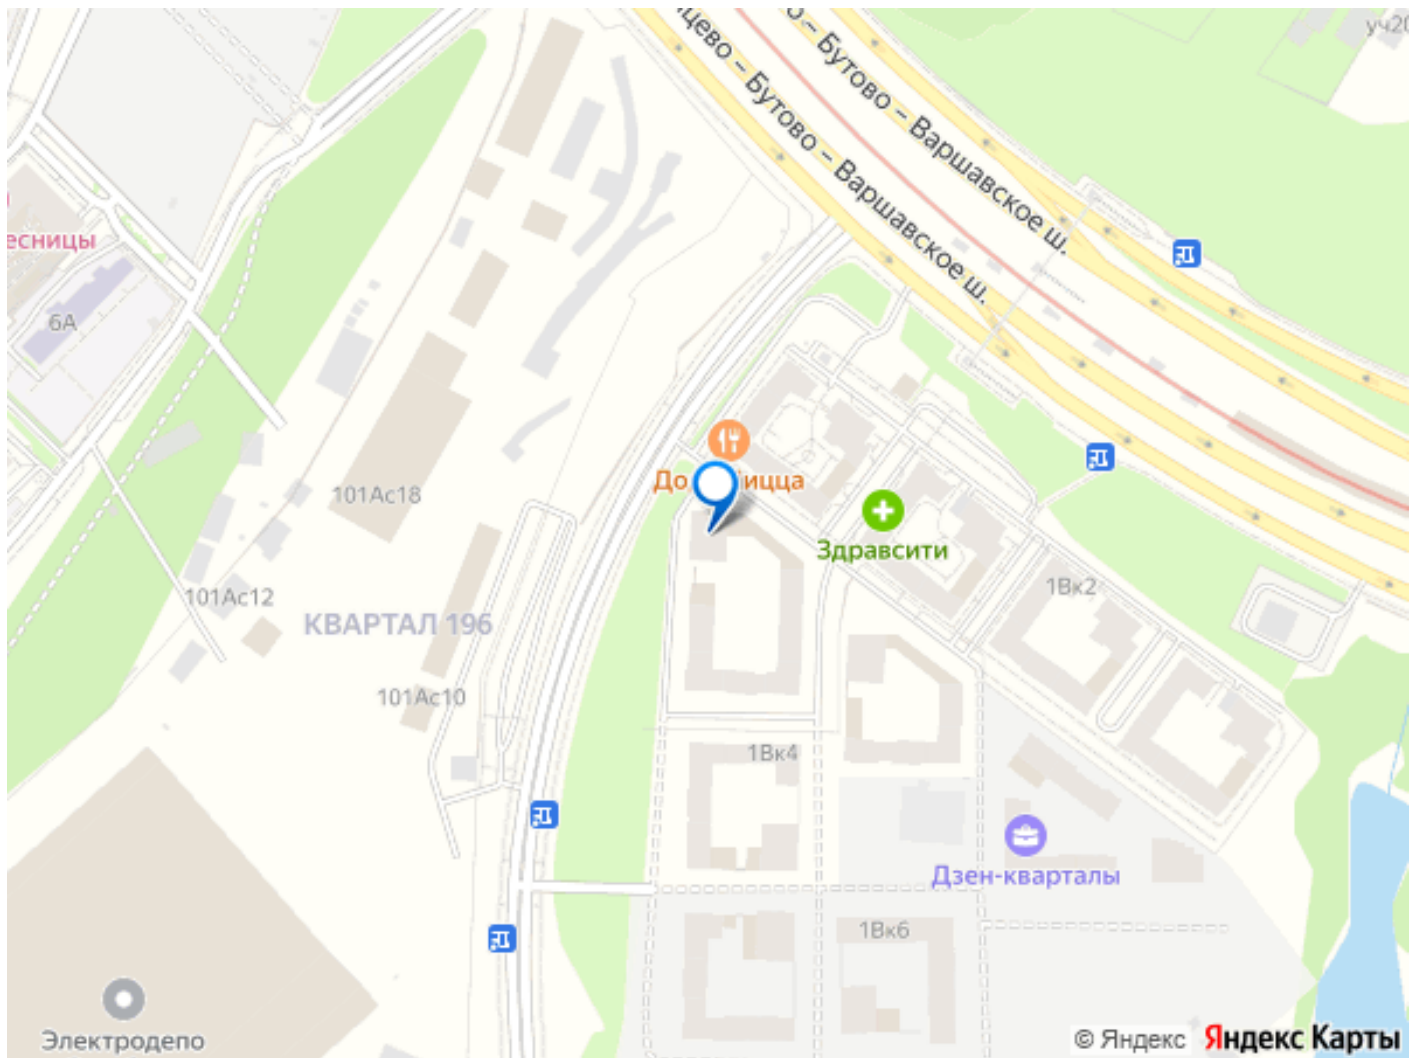 уч20
цево – Бутово – Варшавское ш.
о – Бутово – Варшавское ш.
есницы
6А
До
ицца
101Ас18
Здравсити
1Вк2
101Ас12
КВАРТАЛ 196
101Ас10
1Вк4
Дзен-кварталы
1Вк6
Электродепо
© Яндекс Яндекс Карты